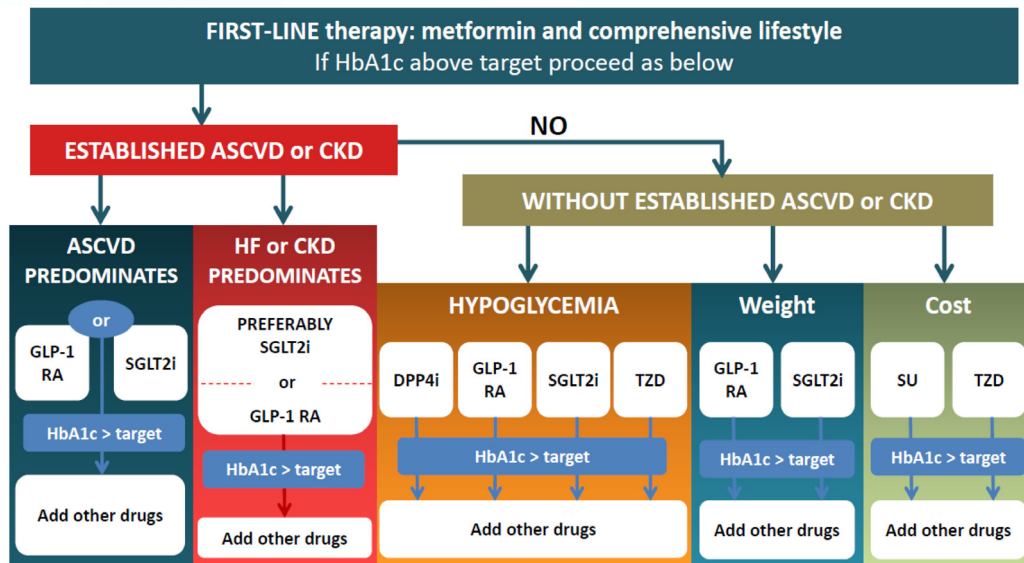 FIRST-LINE therapy: metformin and comprehensive lifestyle
If HbA1c above target proceed as below
NO
ESTABLISHED ASCVD or CKD
WITHOUT ESTABLISHED ASCVD or CKD
ASCVD
PREDOMINATES
or
GLP-1
RA
SGLT2i
HbA1c > target
Add other drugs
HF or CKD
PREDOMINATES
PREFERABLY
SGLT2i
or
GLP-1 RA
HbA1c > target
Add other drugs
HYPOGLYCEMIA
DPP4i
GLP-1
RA
SGLT2i
TZD
HbA1c > target
Add other drugs
Weight
GLP-1
RA
SGLT2i
HbA1c > target
Add other drugs
Cost
SU
TZD
HbA1c > target
Add other drugs